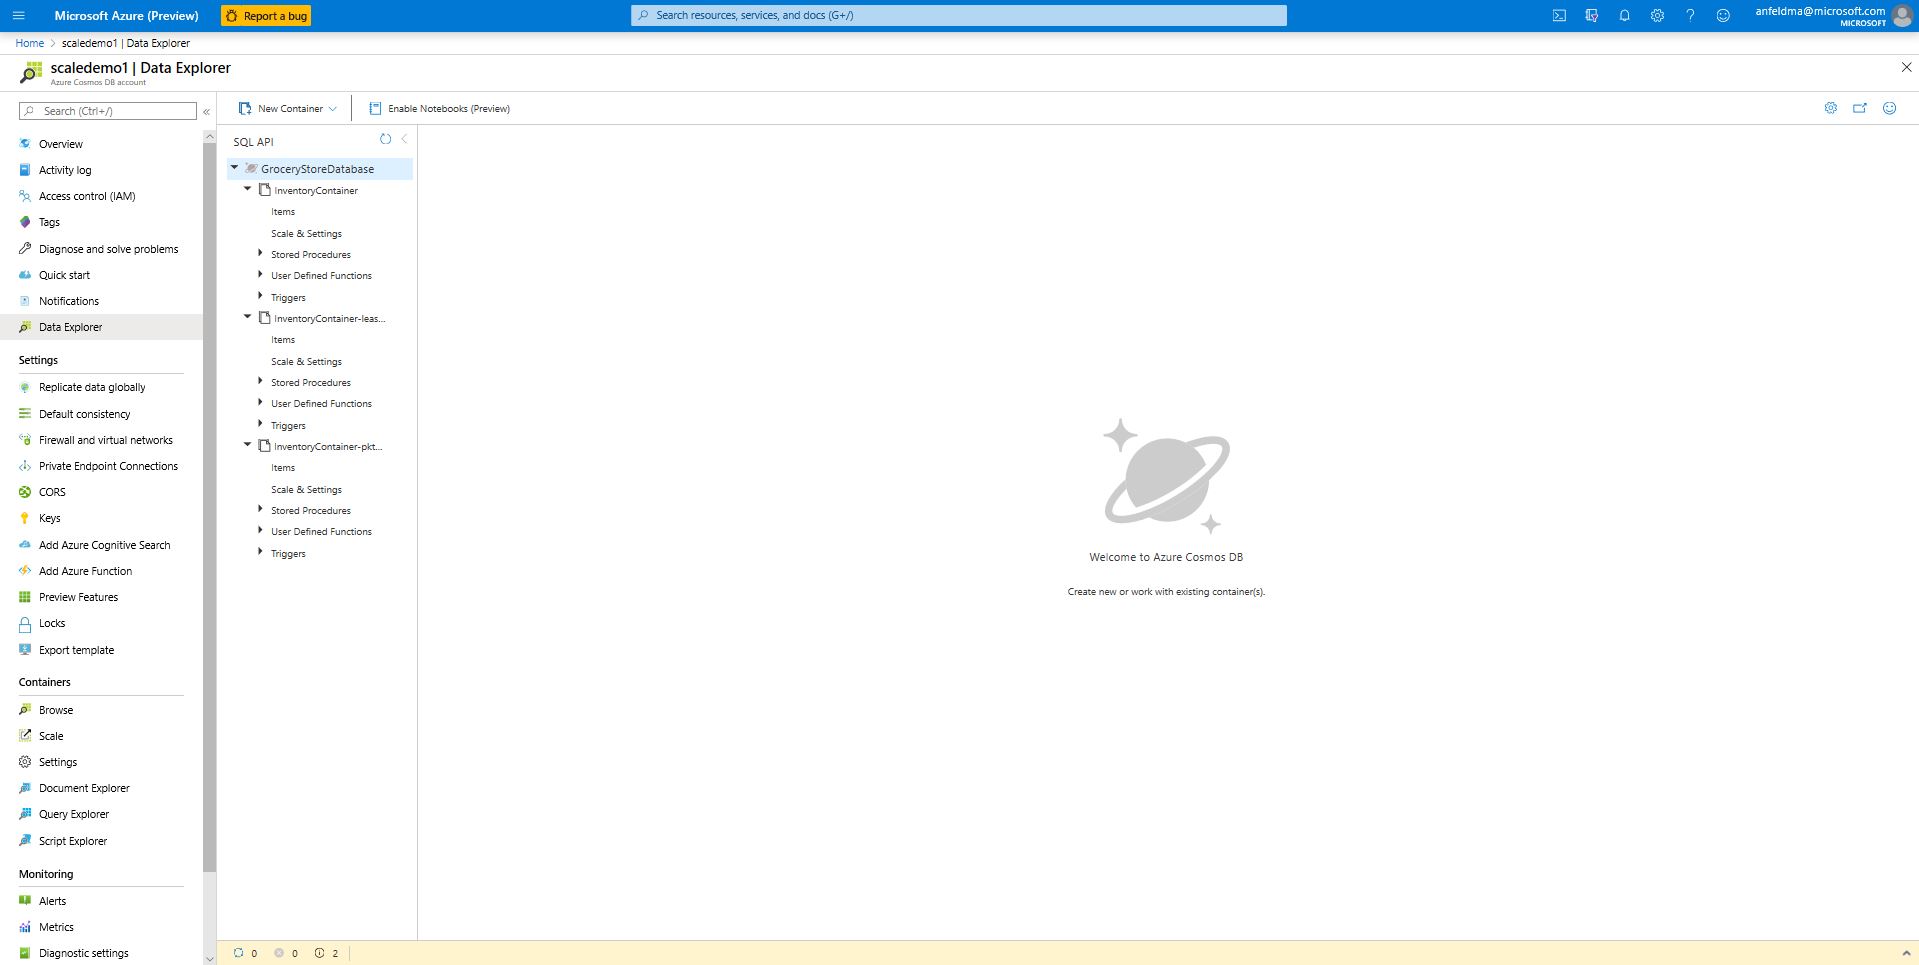 Microsoft Azure (Preview)
Report a bug
Search resources, services, and docs (G+/)
anfeldma@microsoft.com
MICROSOFT
Home > scaledemo1 | Data Explorer
scaledemo1 | Data Explorer
Azure Cosmos DB account
Search (Ctrl+/)
«
Overview
Activity log
Access control (IAM)
Tags
Diagnose and solve problems
Quick start
Notifications
Data Explorer
Settings
Replicate data globally
Default consistency
Firewall and virtual networks
Private Endpoint Connections
CORS
Keys
Add Azure Cognitive Search
Add Azure Function
Preview Features
Locks
Export template
Containers
Browse
Scale
Settings
Document Explorer
Query Explorer
Script Explorer
Monitoring
Alerts
Metrics
Diagnostic settings
New Container
Enable Notebooks (Preview)
SQL API
GroceryStoreDatabase
InventoryContainer
Items
Scale & Settings
Stored Procedures
User Defined Functions
Triggers
InventoryContainer-leas...
Items
Scale & Settings
Stored Procedures
User Defined Functions
Triggers
InventoryContainer-pkt...
Items
Scale & Settings
Stored Procedures
User Defined Functions
Triggers
Welcome to Azure Cosmos DB
Create new or work with existing container(s).
0 0 2